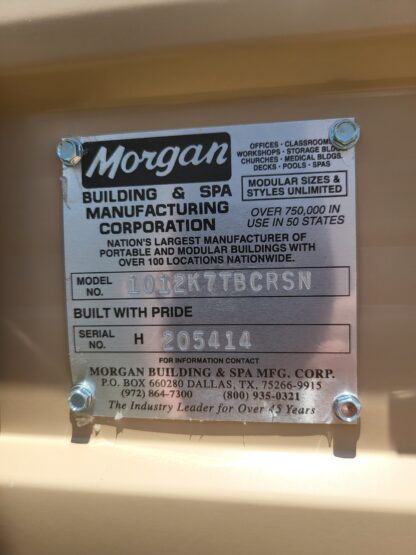 Morgan
OFFICES · CLASSROOMS
WORKSHOPS · STORAGE BLDGS.
CHURCHES · MEDICAL BLDGS.
DECKS · POOLS · SPAS
BUILDING & SPA
MANUFACTURING
CORPORATION
MODULAR SIZES &
STYLES UNLIMITED
OVER 750,000 IN
USE IN 50 STATES
NATION'S LARGEST MANUFACTURER OF
PORTABLE AND MODULAR BUILDINGS WITH
OVER 100 LOCATIONS NATIONWIDE.
MODEL NO. 1012K7TBCRSN
BUILT WITH PRIDE
SERIAL NO. H 205414
FOR INFORMATION CONTACT
MORGAN BUILDING & SPA MFG. CORP.
P.O. BOX 660280 DALLAS, TX, 75266-9915
(972) 864-7300 (800) 935-0321
The Industry Leader for Over 45 Years